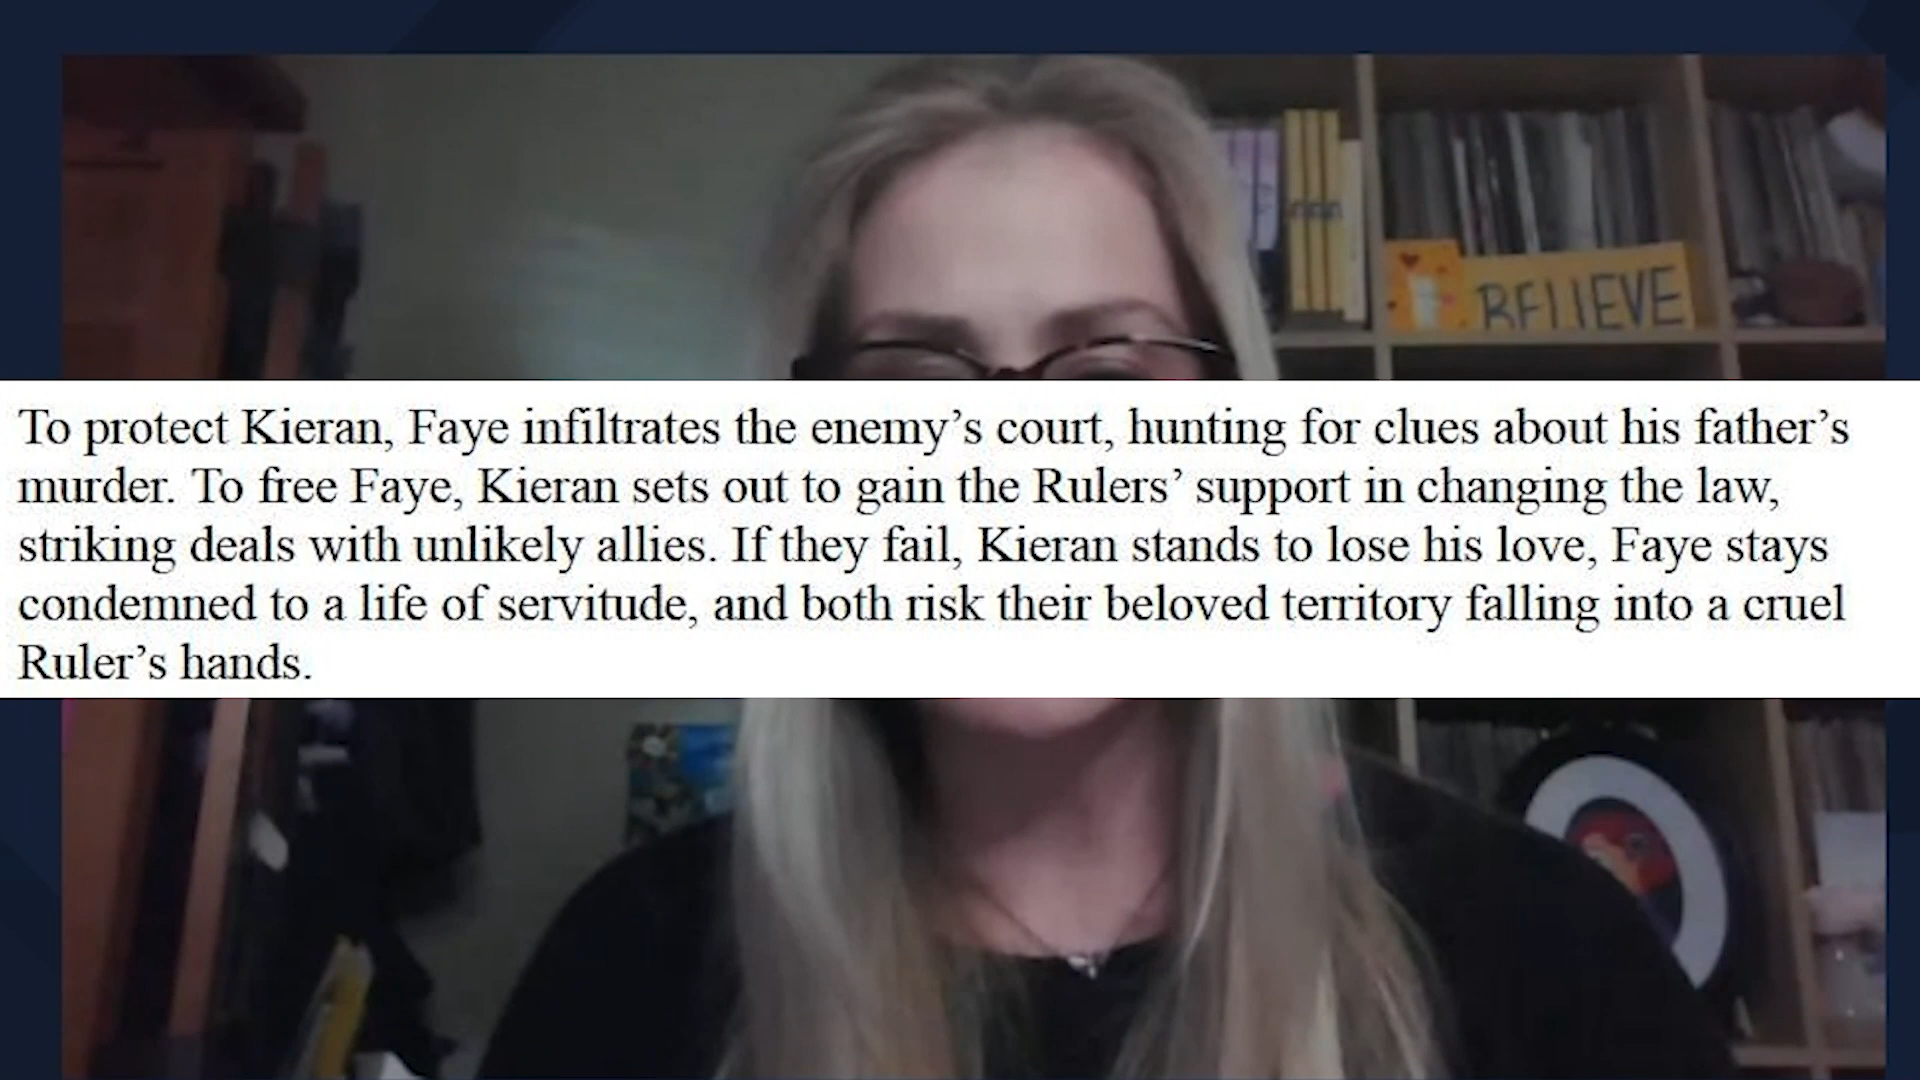 BELIEVE
To protect Kieran, Faye infiltrates the enemy’s court, hunting for clues about his father’s
murder. To free Faye, Kieran sets out to gain the Rulers’ support in changing the law,
striking deals with unlikely allies. If they fail, Kieran stands to lose his love, Faye stays
condemned to a life of servitude, and both risk their beloved territory falling into a cruel
Ruler’s hands.